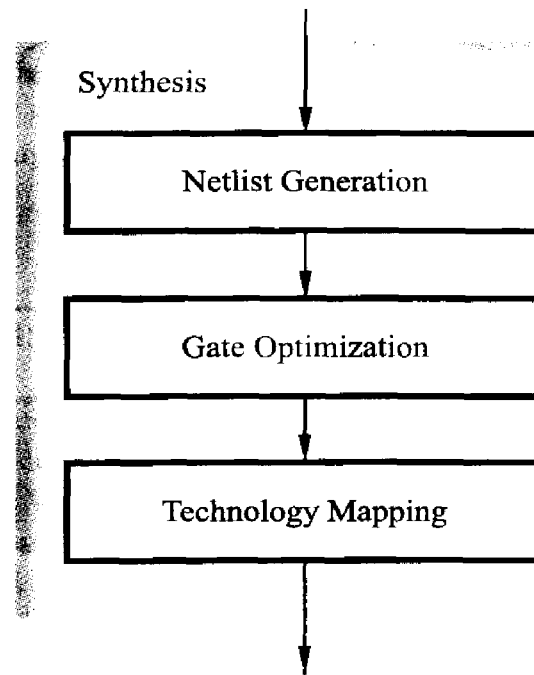 Synthesis
Netlist Generation
Gate Optimization
Technology Mapping